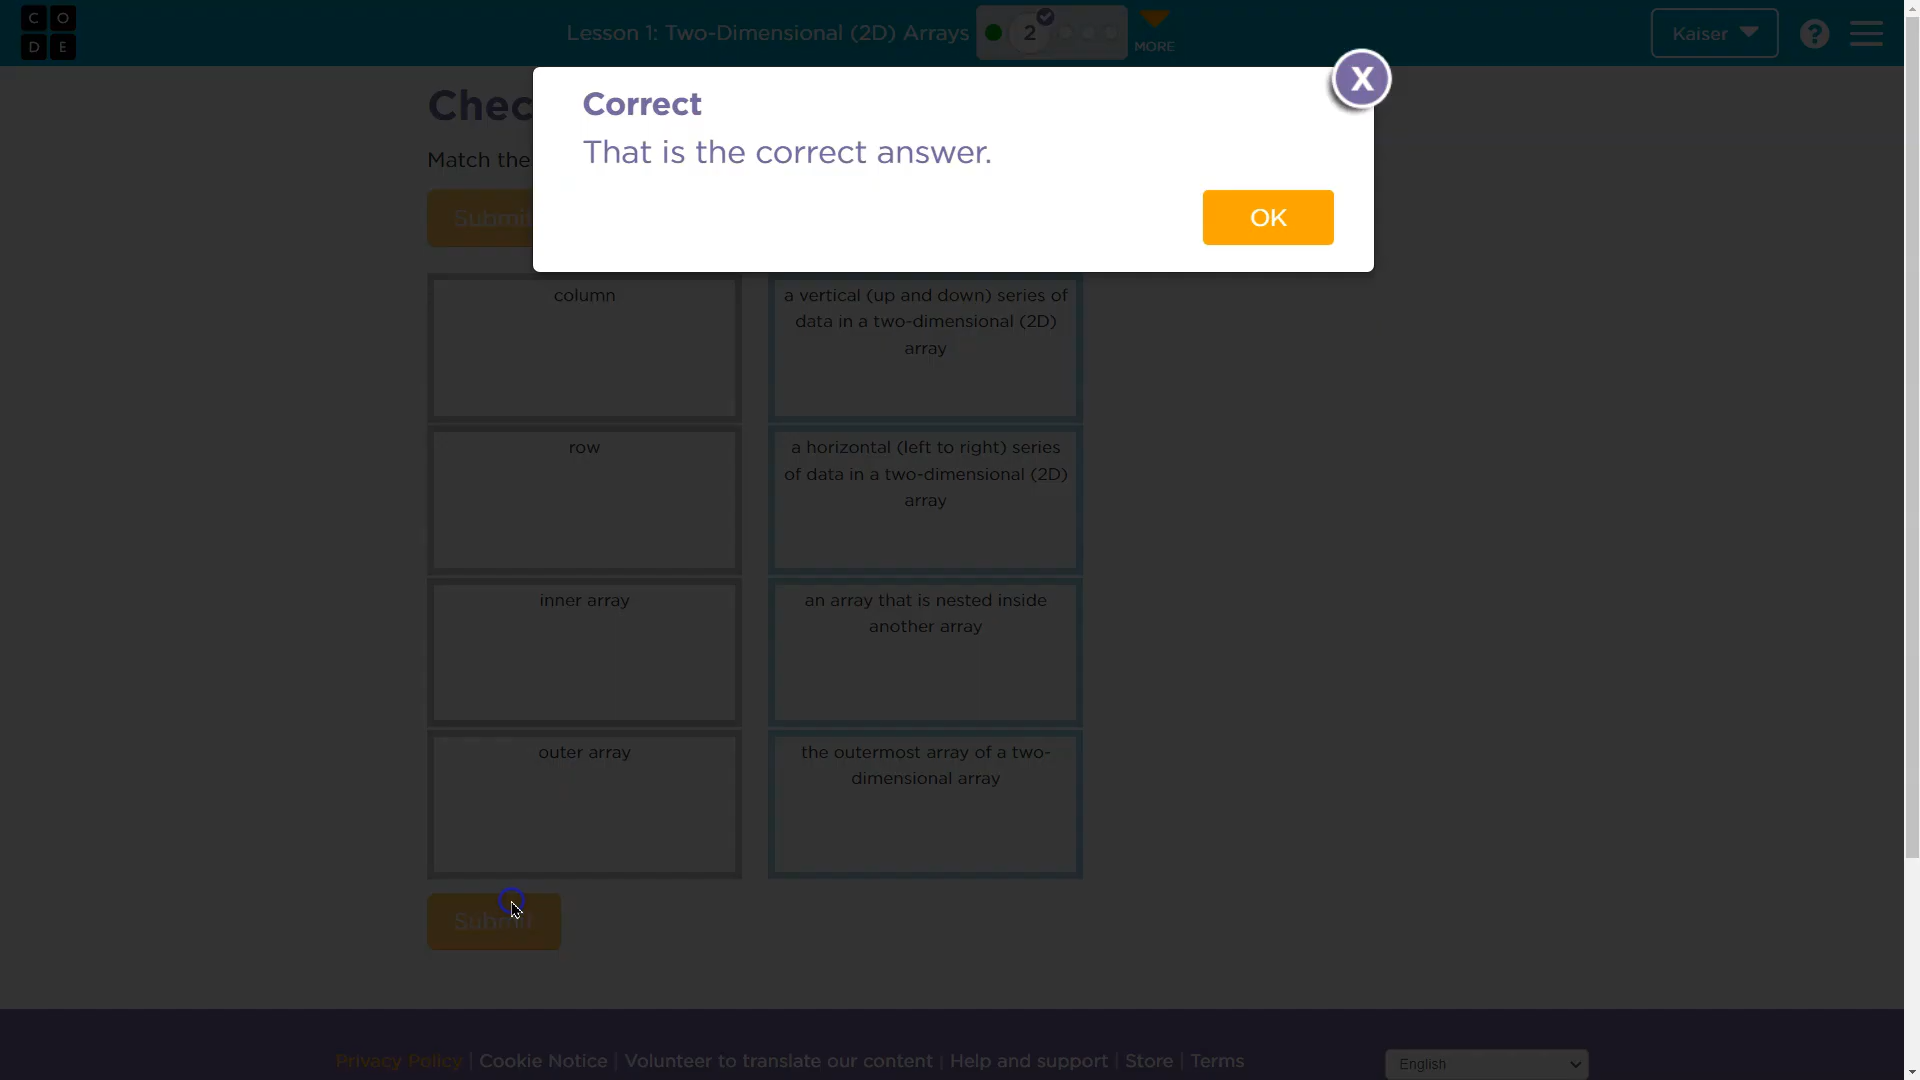 C O
D E
Lesson 1: Two-Dimensional (2D) Arrays
2
MORE
Kaiser
?
X
Correct
That is the correct answer.
OK
Chec
Match the
Submit
column
a vertical (up and down) series of
data in a two-dimensional (2D)
array
row
a horizontal (left to right) series
of data in a two-dimensional (2D)
array
inner array
an array that is nested inside
another array
outer array
the outermost array of a two-
dimensional array
Submit
Privacy Policy | Cookie Notice | Volunteer to translate our content | Help and support | Store | Terms
English